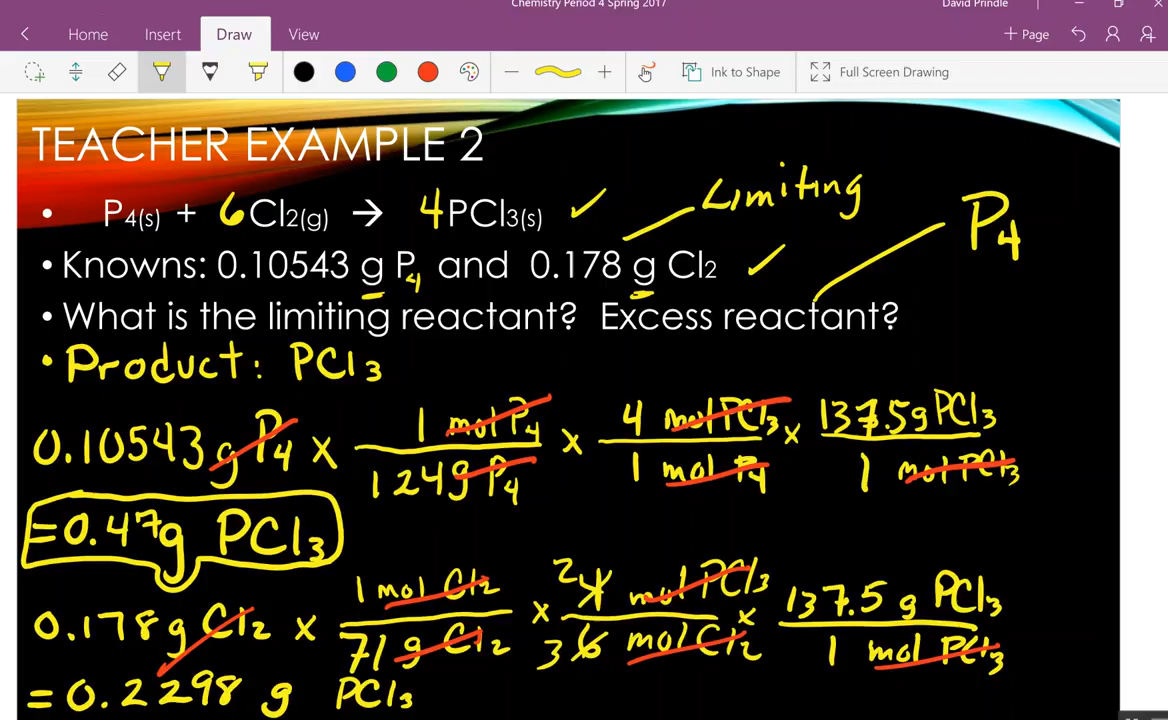 Chemistry Period 4 Spring 2017
David Prindle
Home Insert Draw View
Page
Ink to Shape Full Screen Drawing
TEACHER EXAMPLE 2
• P4(s) + 6Cl2(g) → 4PCl3(s) ✓ Limiting
P4
• Knowns: 0.10543 g P4 and 0.178 g Cl2 ✓
• What is the limiting reactant? Excess reactant?
• Product: PCl3
0.10543 g P4 × 1 mol P4 / 124g P4 × 4 mol PCl3 / 1 mol P4 × 137.5g PCl3 / 1 mol PCl3
=0.47g PCl3
0.178g Cl2 × 1 mol Cl2 / 71 g Cl2 × 2 4 mol PCl3 / 3 6 mol Cl2 × 137.5 g PCl3 / 1 mol PCl3
= 0.2298 g PCl3